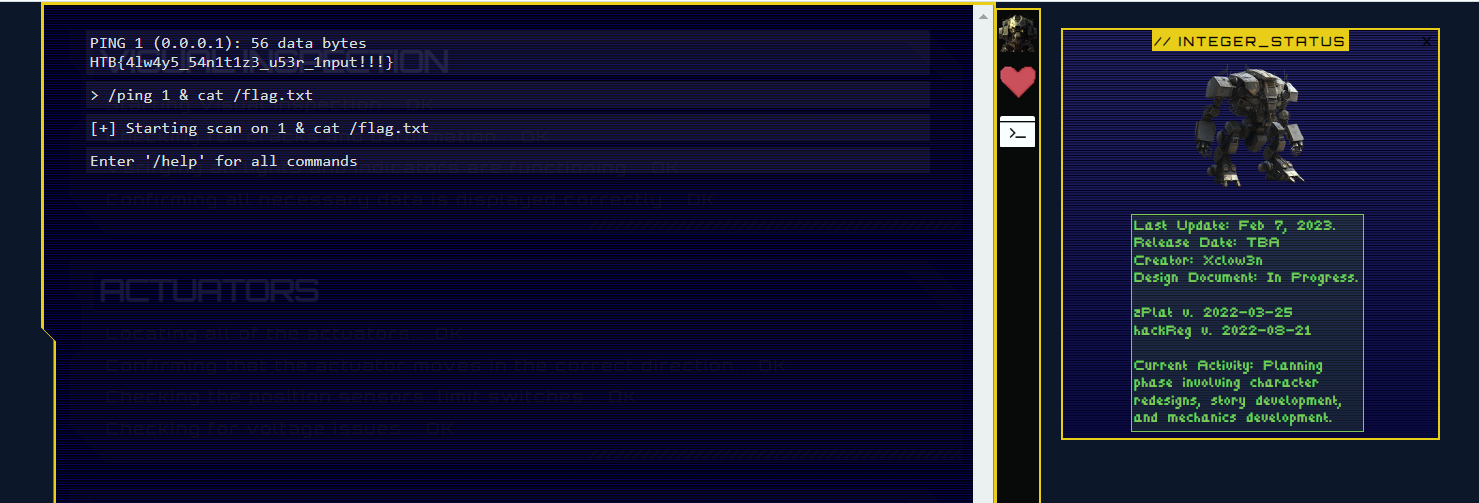 PING 1 (0.0.0.1): 56 data bytes
HTB{4lw4y5_54n1t1z3_u53r_1nput!!!}
> /ping 1 & cat /flag.txt
[+] Starting scan on 1 & cat /flag.txt
Enter '/help' for all commands
Confirming all necessary data is displayed correctly OK
ACTUATORS
Locating all of the actuators OK
Confirming that the actuator moves in the correct direction OK
Checking the position sensors/limit switches OK
Checking for voltage issues OK
>_
// INTEGER_STATUS
X
Last Update: Feb 7, 2023.
Release Date: TBA
Creator: Xclow3n
Design Document: In Progress.
zPlat v. 2022-03-25
hackReg v. 2022-08-21
Current Activity: Planning
phase involving character
redesigns, story development,
and mechanics development.